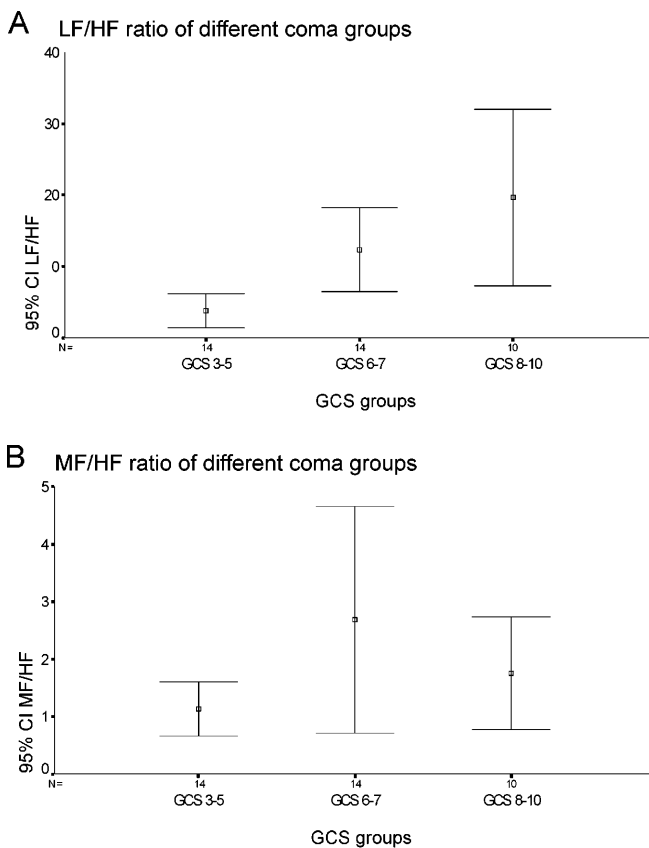 A
LF/HF ratio of different coma groups
40
30
20
0
0
95% CI LF/HF
N = 14 14 10
GCS 3-5 GCS 6-7 GCS 8-10
GCS groups
B
MF/HF ratio of different coma groups
5
4
3
2
1
0
95% CI MF/HF
N = 14 14 10
GCS 3-5 GCS 6-7 GCS 8-10
GCS groups